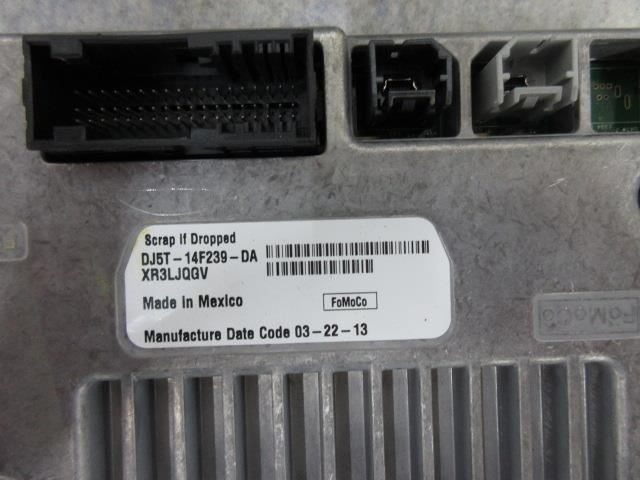 Scrap if Dropped
DJ5T-14F239-DA
XR3LJQGV
Made in Mexico
FoMoCo
Manufacture Date Code 03-22-13
FoMoCo